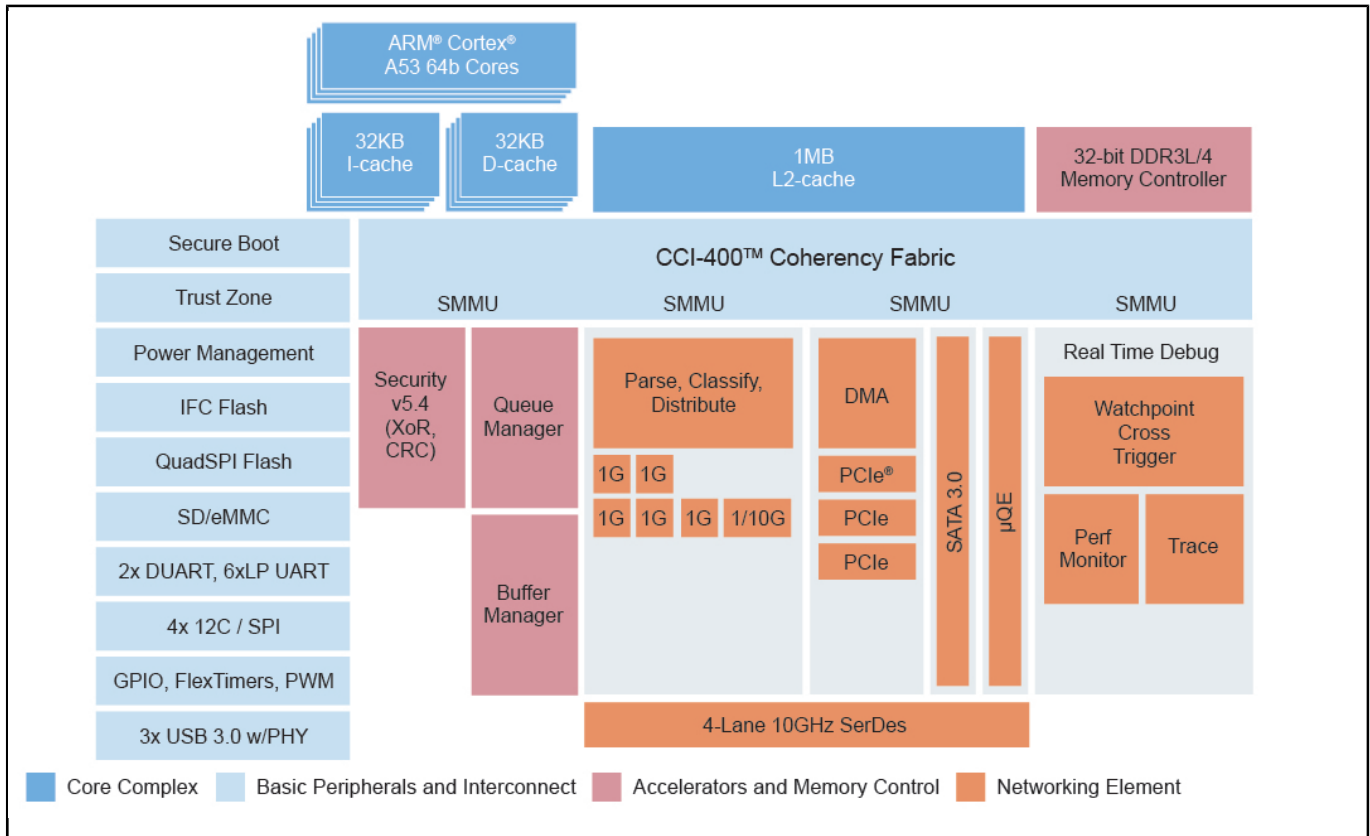 ARM® Cortex®
A53 64b Cores
32KB
I-cache
32KB
D-cache
1MB
L2-cache
32-bit DDR3L/4
Memory Controller
Secure Boot
Trust Zone
Power Management
IFC Flash
QuadSPI Flash
SD/eMMC
2x DUART, 6xLP UART
4x 12C / SPI
GPIO, FlexTimers, PWM
3x USB 3.0 w/PHY
CCI-400™ Coherency Fabric
SMMU
SMMU
SMMU
SMMU
Security
v5.4
(XoR,
CRC)
Queue
Manager
Buffer
Manager
Parse, Classify,
Distribute
1G 1G
1G 1G 1G 1/10G
DMA
PCIe®
PCIe
PCIe
SATA 3.0
µQE
Real Time Debug
Watchpoint
Cross
Trigger
Perf
Monitor
Trace
4-Lane 10GHz SerDes
Core Complex
Basic Peripherals and Interconnect
Accelerators and Memory Control
Networking Element